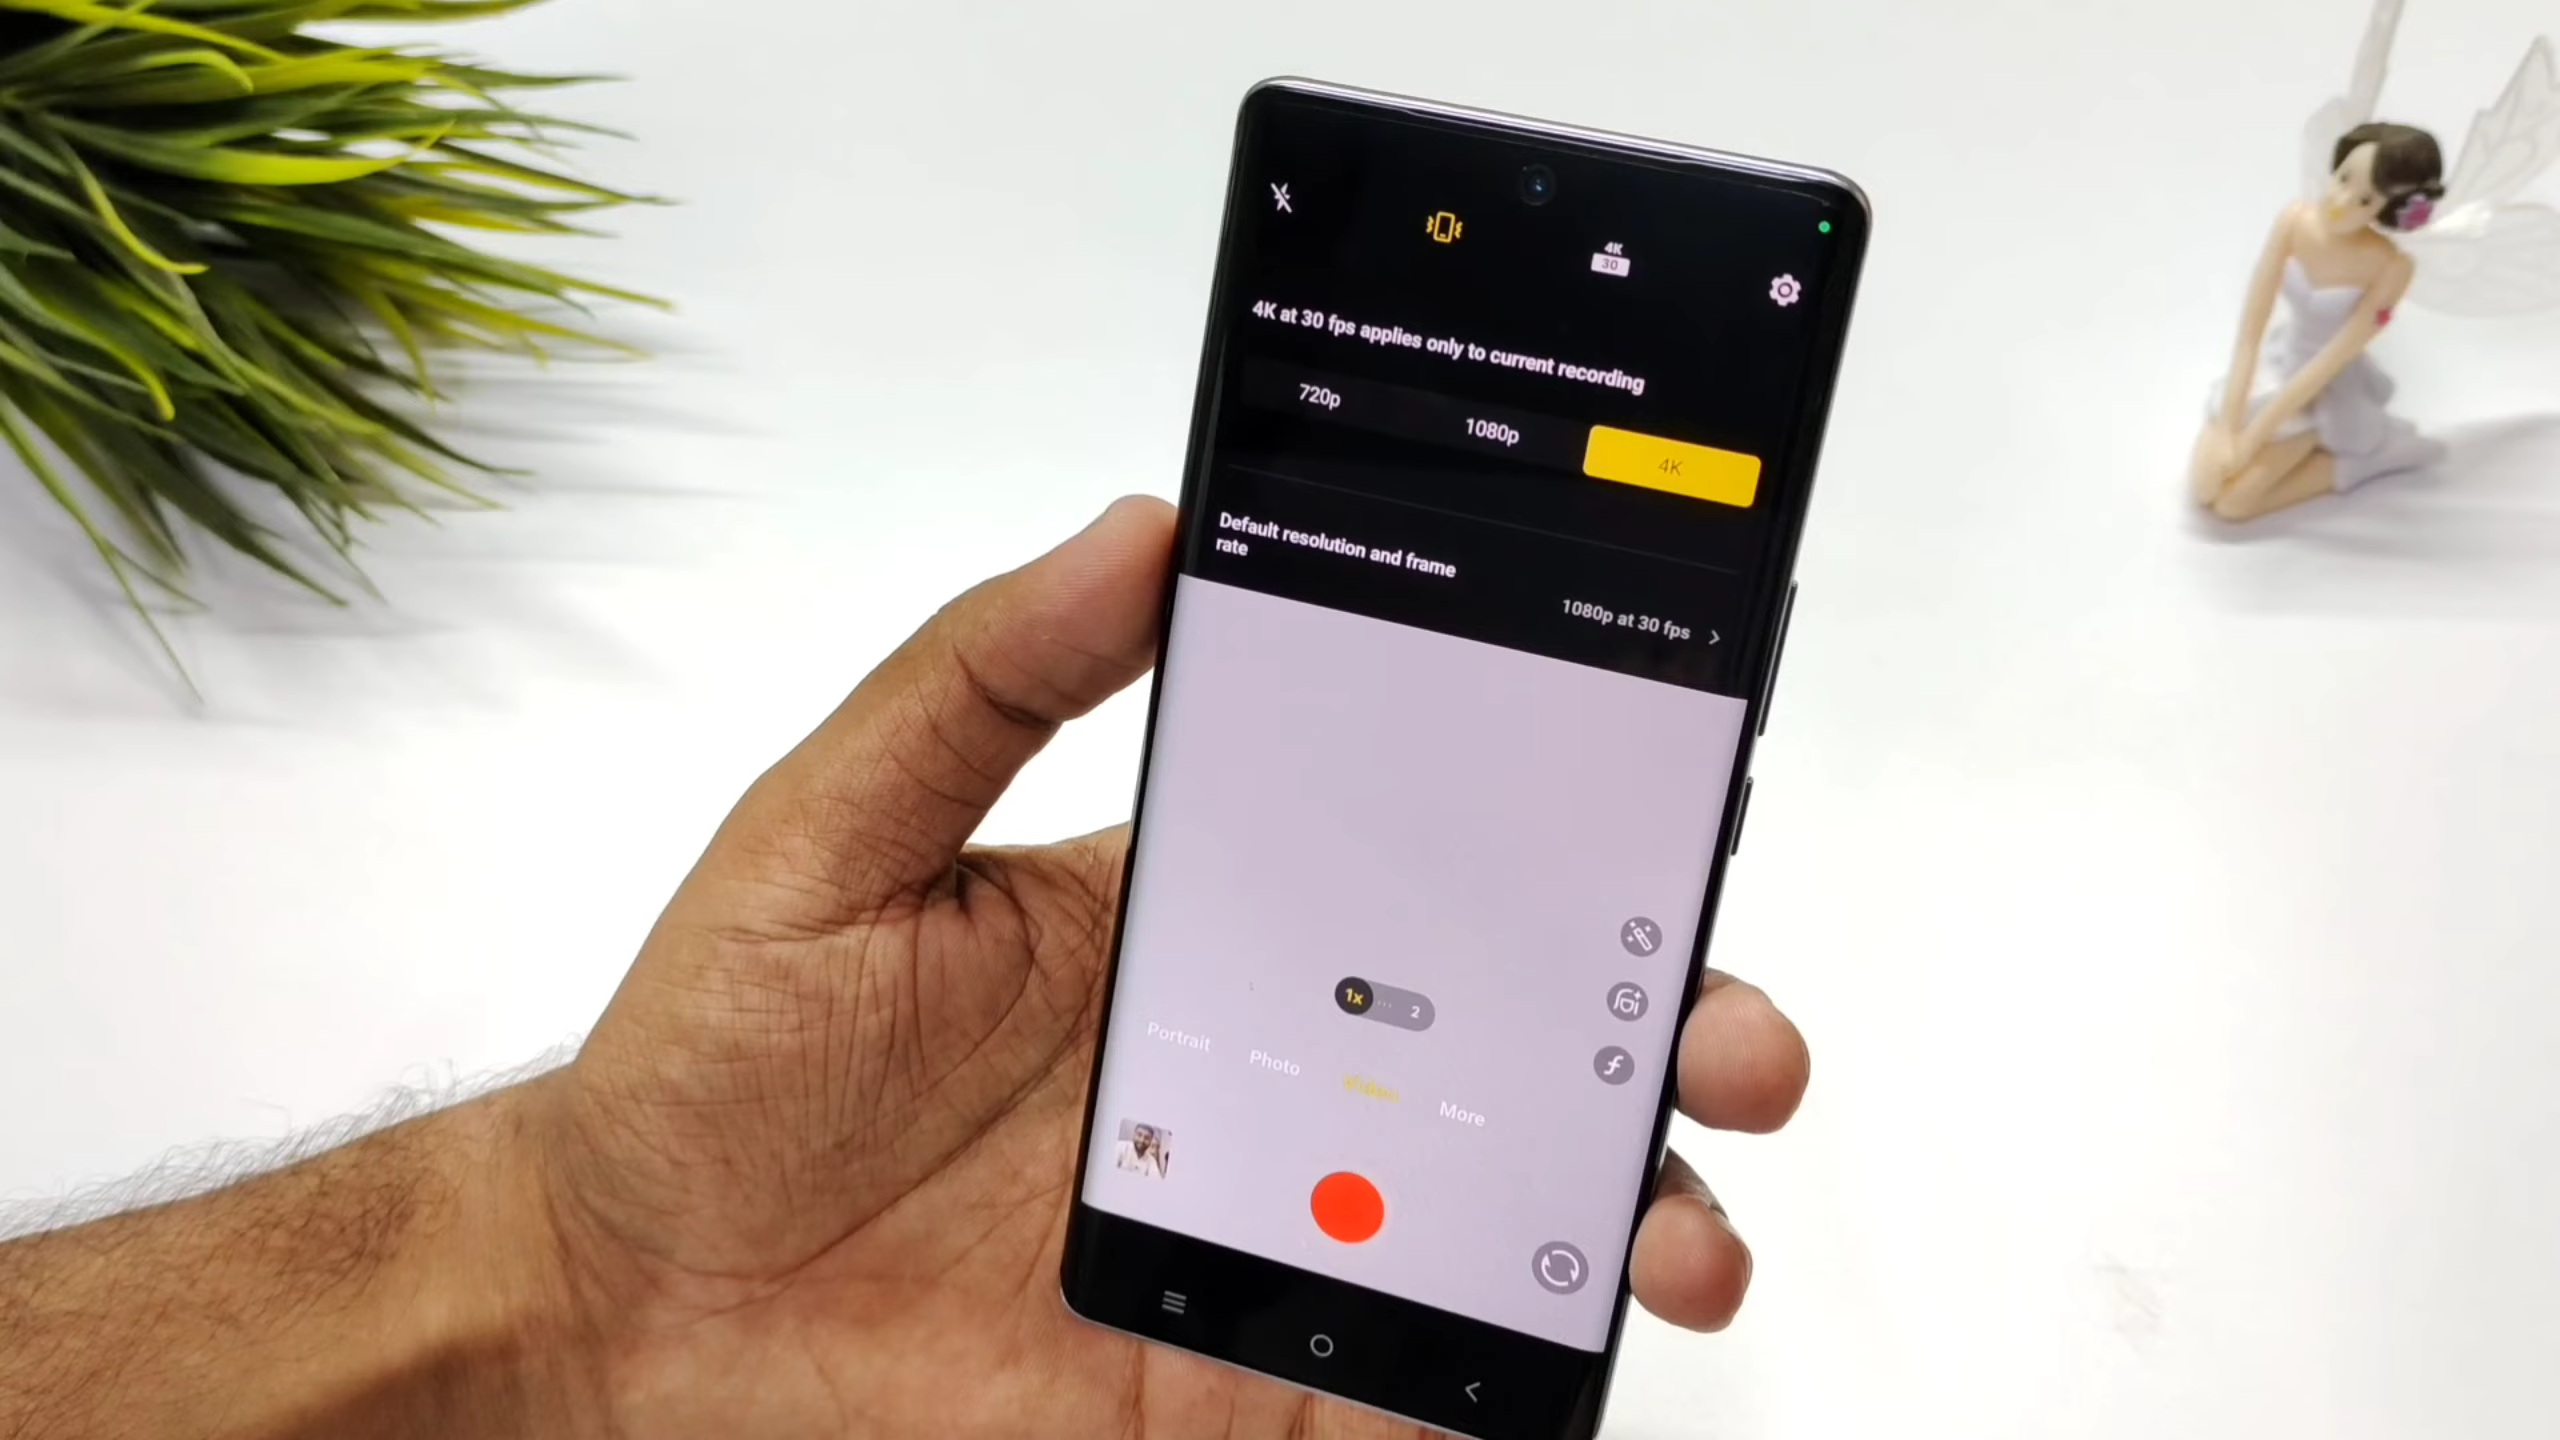 4K
30
4K at 30 fps applies only to current recording
720p 1080p 4K
Default resolution and frame
rate
1080p at 30 fps
1x 2
Portrait Photo Video More